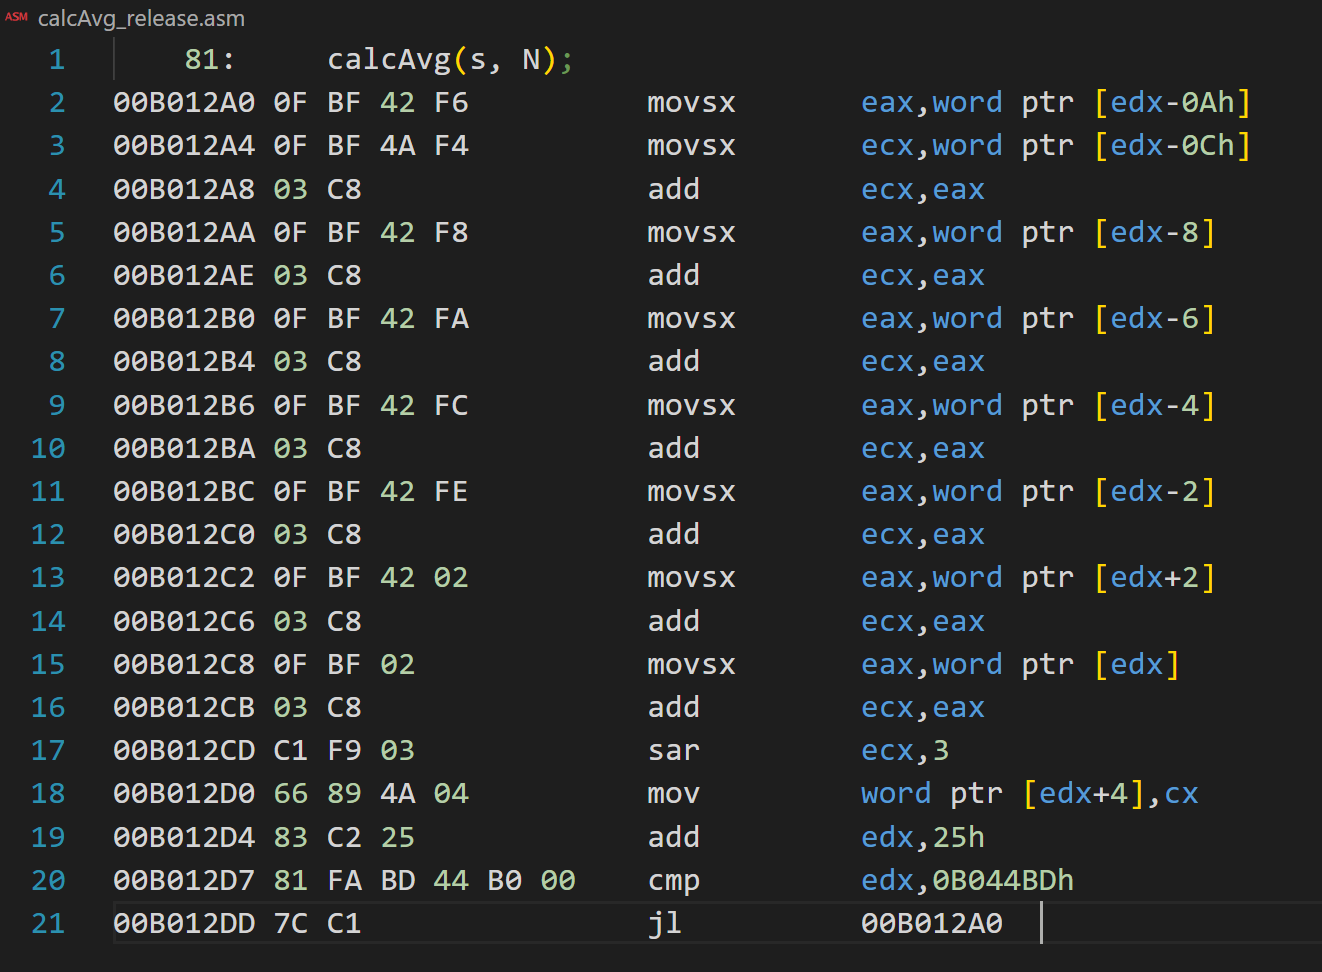 ASM calcAvg_release.asm
1 81: calcAvg(s, N);
2 00B012A0 0F BF 42 F6 movsx eax,word ptr [edx-0Ah]
3 00B012A4 0F BF 4A F4 movsx ecx,word ptr [edx-0Ch]
4 00B012A8 03 C8 add ecx,eax
5 00B012AA 0F BF 42 F8 movsx eax,word ptr [edx-8]
6 00B012AE 03 C8 add ecx,eax
7 00B012B0 0F BF 42 FA movsx eax,word ptr [edx-6]
8 00B012B4 03 C8 add ecx,eax
9 00B012B6 0F BF 42 FC movsx eax,word ptr [edx-4]
10 00B012BA 03 C8 add ecx,eax
11 00B012BC 0F BF 42 FE movsx eax,word ptr [edx-2]
12 00B012C0 03 C8 add ecx,eax
13 00B012C2 0F BF 42 02 movsx eax,word ptr [edx+2]
14 00B012C6 03 C8 add ecx,eax
15 00B012C8 0F BF 02 movsx eax,word ptr [edx]
16 00B012CB 03 C8 add ecx,eax
17 00B012CD C1 F9 03 sar ecx,3
18 00B012D0 66 89 4A 04 mov word ptr [edx+4],cx
19 00B012D4 83 C2 25 add edx,25h
20 00B012D7 81 FA BD 44 B0 00 cmp edx,0B044BDh
21 00B012DD 7C C1 jl 00B012A0